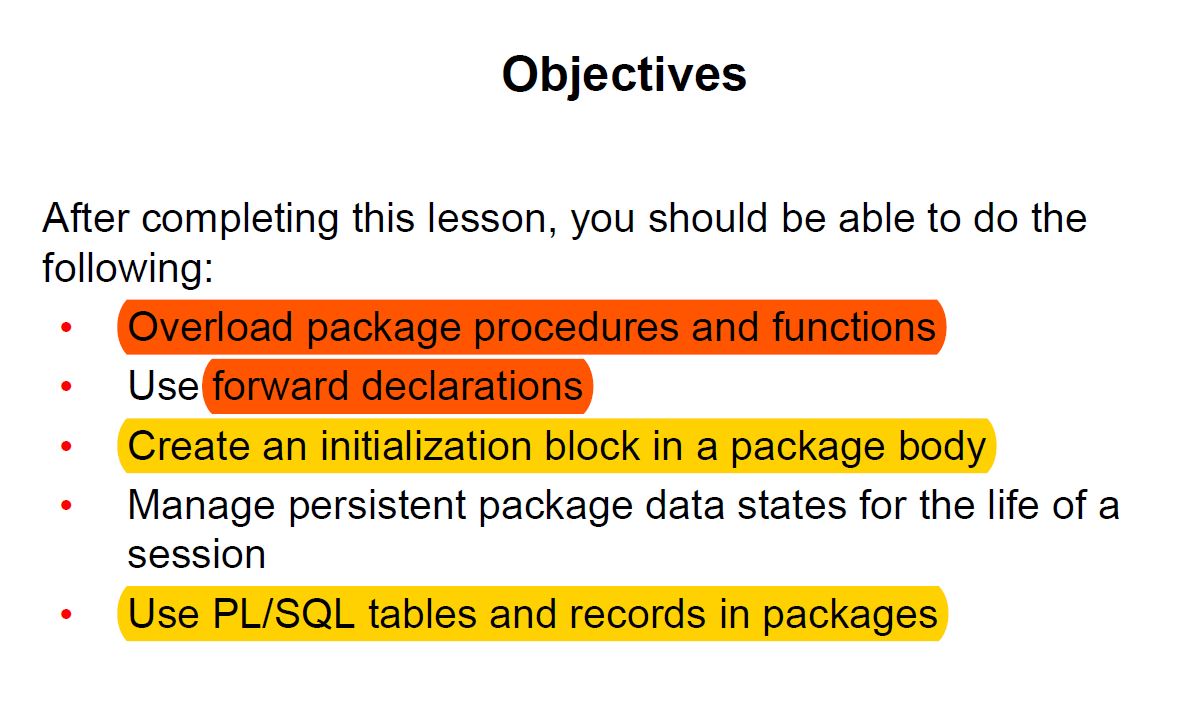 Objectives
After completing this lesson, you should be able to do the
following:
• Overload package procedures and functions
• Use forward declarations
• Create an initialization block in a package body
• Manage persistent package data states for the life of a
session
• Use PL/SQL tables and records in packages